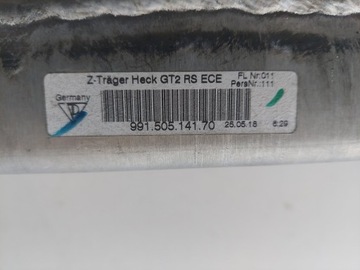 Z-Träger Heck GT2 RS ECE
FL Nr:011
PersNr.:111
Germany
991.505.141.70
26.05.18
6:29